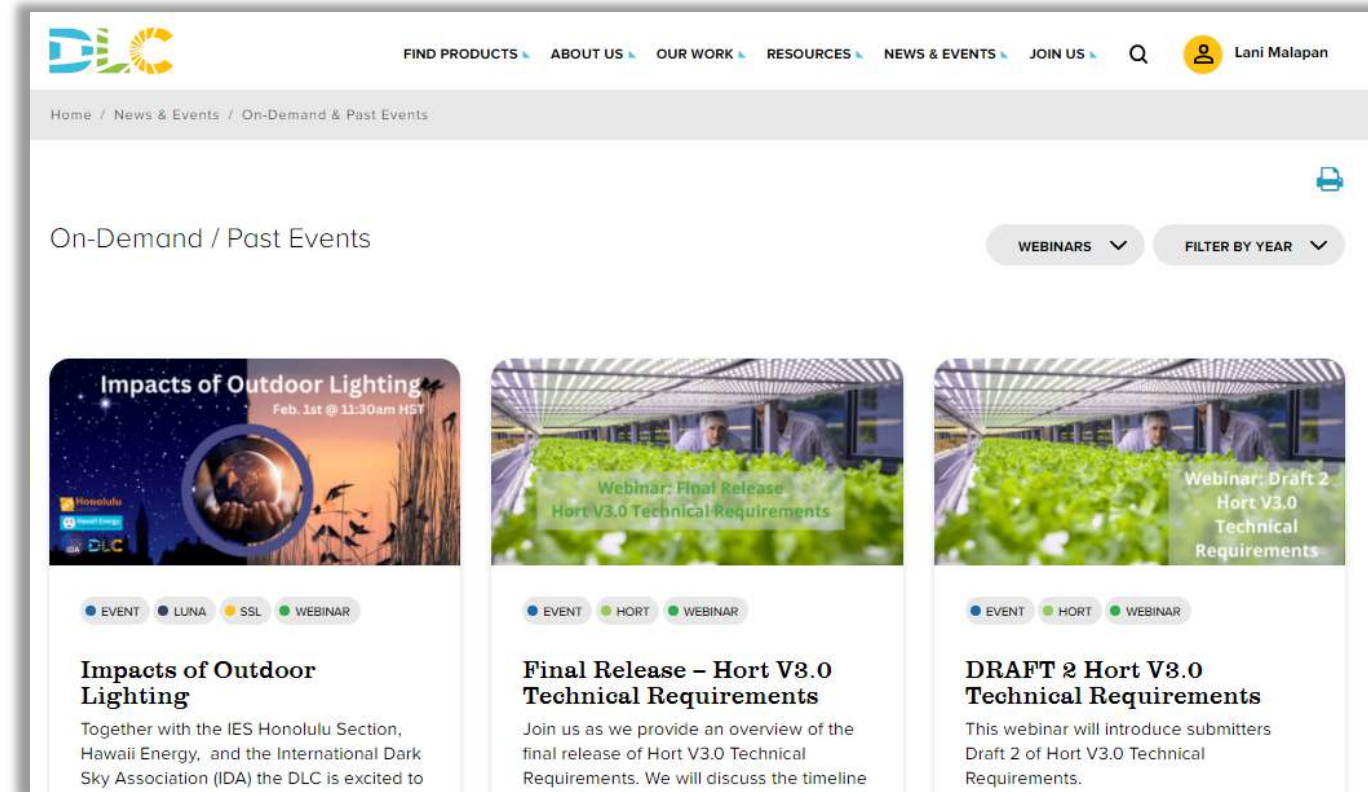 DLC
FIND PRODUCTS ABOUT US OUR WORK RESOURCES NEWS & EVENTS JOIN US Lani Malapan
Home / News & Events / On-Demand & Past Events
On-Demand / Past Events
WEBINARS FILTER BY YEAR
Impacts of Outdoor Lighting
Feb. 1st @ 11:30am HST
Honolulu
Hawaii Energy
IDA DLC
EVENT LUNA SSL WEBINAR
Impacts of Outdoor
Lighting
Together with the IES Honolulu Section,
Hawaii Energy, and the International Dark
Sky Association (IDA) the DLC is excited to
Webinar: Final Release
Hort V3.0 Technical Requirements
EVENT HORT WEBINAR
Final Release – Hort V3.0
Technical Requirements
Join us as we provide an overview of the
final release of Hort V3.0 Technical
Requirements. We will discuss the timeline
Webinar: Draft 2
Hort V3.0
Technical
Requirements
EVENT HORT WEBINAR
DRAFT 2 Hort V3.0
Technical Requirements
This webinar will introduce submitters
Draft 2 of Hort V3.0 Technical
Requirements.